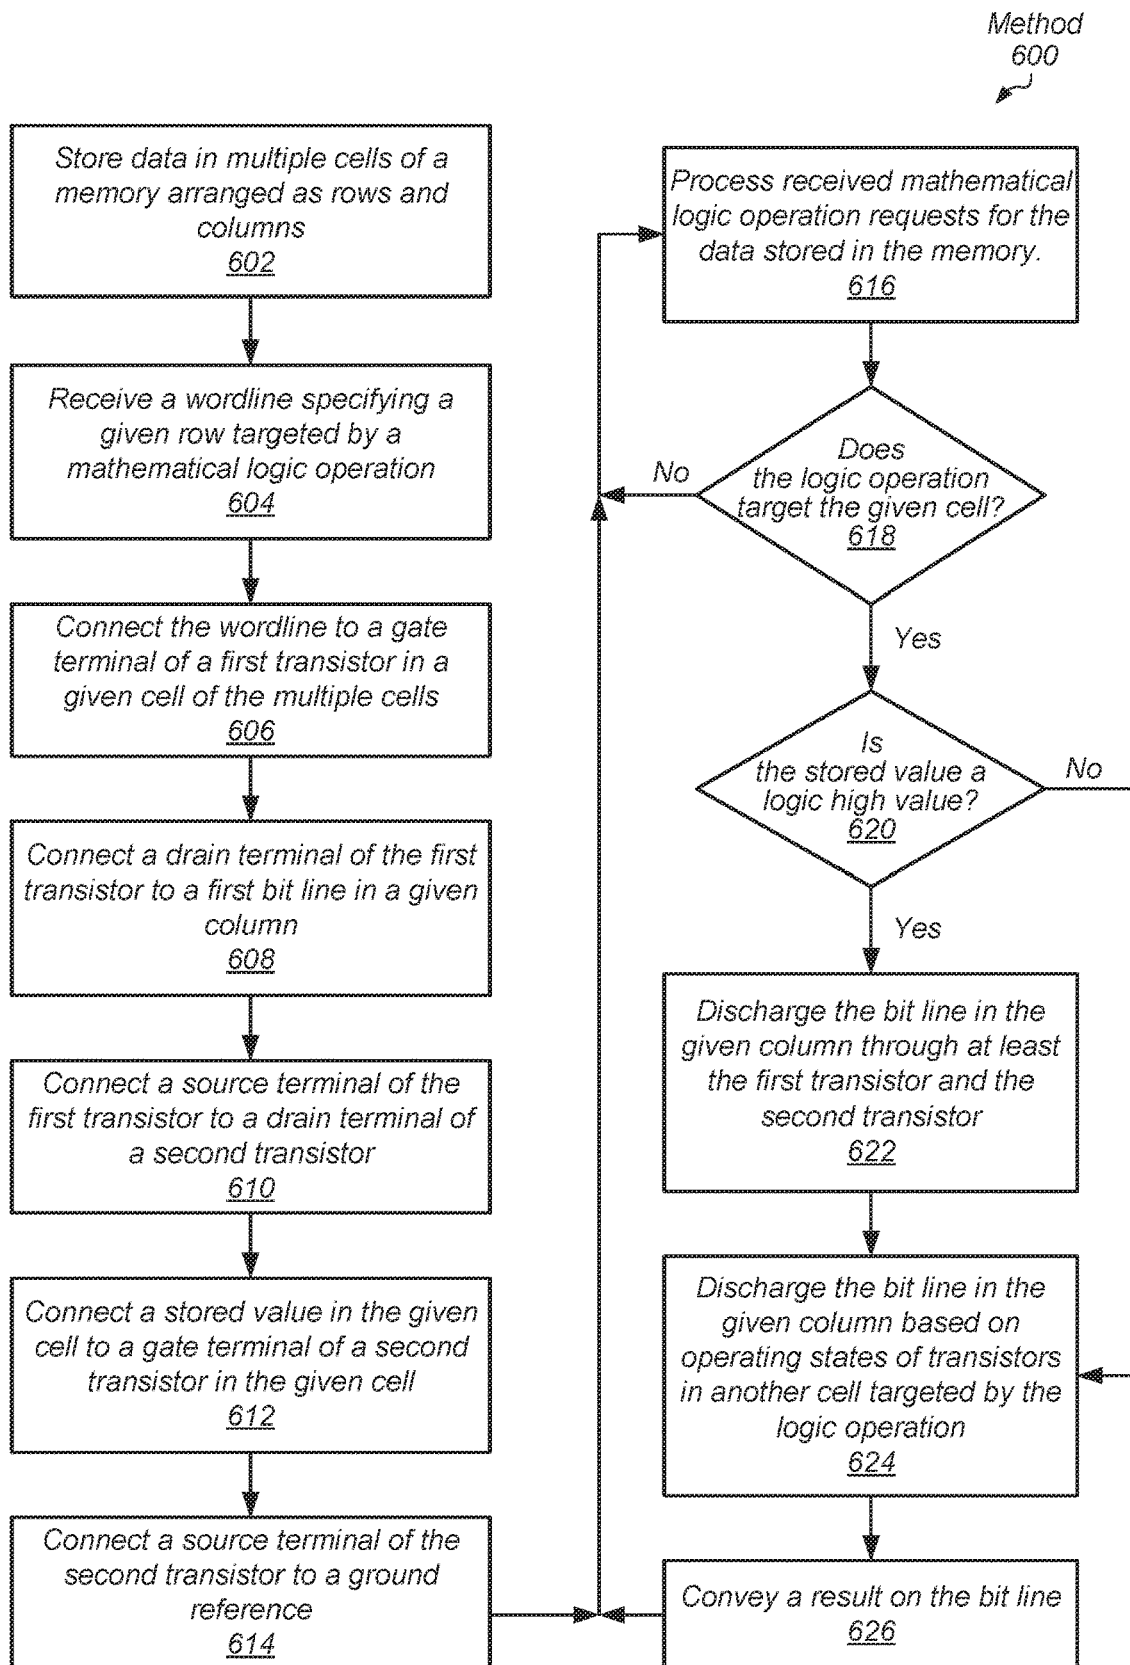 Method
600
Store data in multiple cells of a
memory arranged as rows and
columns
602
Receive a wordline specifying a
given row targeted by a
mathematical logic operation
604
Connect the wordline to a gate
terminal of a first transistor in a
given cell of the multiple cells
606
Connect a drain terminal of the first
transistor to a first bit line in a given
column
608
Connect a source terminal of the
first transistor to a drain terminal of
a second transistor
610
Connect a stored value in the given
cell to a gate terminal of a second
transistor in the given cell
612
Connect a source terminal of the
second transistor to a ground
reference
614
Process received mathematical
logic operation requests for the
data stored in the memory.
616
Does
the logic operation
target the given cell?
618
No
Yes
Is
the stored value a
logic high value?
620
No
Yes
Discharge the bit line in the
given column through at least
the first transistor and the
second transistor
622
Discharge the bit line in the
given column based on
operating states of transistors
in another cell targeted by the
logic operation
624
Convey a result on the bit line
626